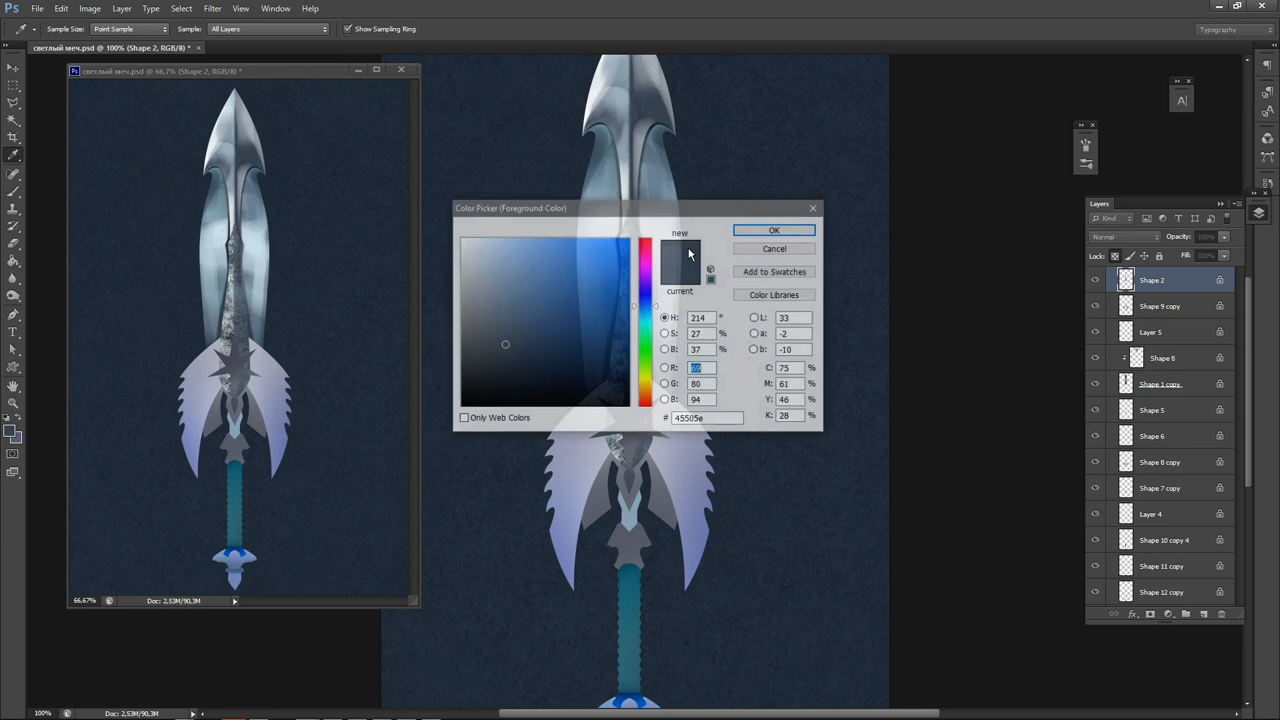 Ps File Edit Image Layer Type Select Filter View Window Help
Sample Size: Point Sample Sample: All Layers Show Sampling Ring Typography
светлый меч.psd @ 100% (Shape 2, RGB/8) * ×
Ps светлый меч.psd @ 66,7% (Shape 2, RGB/8) *
A
Color Picker (Foreground Color)
new
OK
Cancel
Add to Swatches
current
Color Libraries
H: 214 ° L: 33
S: 27 % a: -2
B: 37 % b: -10
R: 69 C: 75 %
G: 80 M: 61 %
B: 94 Y: 46 %
# 45505e K: 28 %
Only Web Colors
Layers
Kind T
Normal Opacity: 100%
Lock: Fill: 100%
Shape 2
Shape 9 copy
Layer 5
Shape 8
Shape 1 copy
Shape 5
Shape 6
Shape 8 copy
Shape 7 copy
Layer 4
Shape 10 copy 4
Shape 11 copy
Shape 12 copy
fx
66,67% Doc: 2,53M/90,3M
100% Doc: 2,53M/90,3M